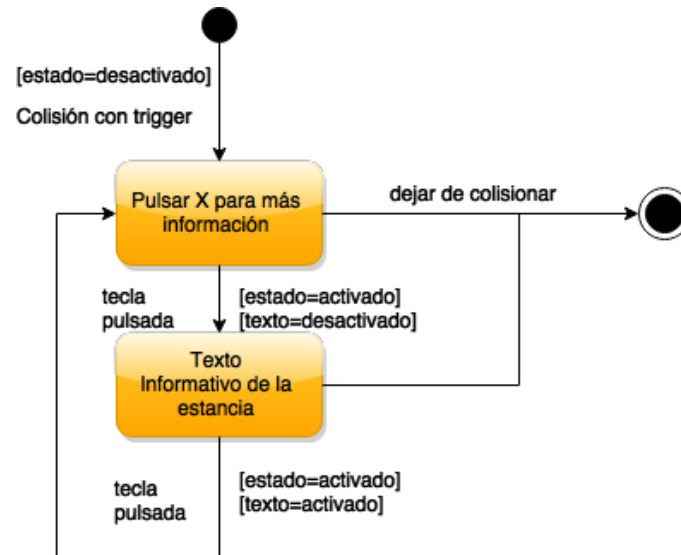 [estado=desactivado]
Colisión con trigger
Pulsar X para más
información
dejar de colisionar
tecla
pulsada
[estado=activado]
[texto=desactivado]
Texto
Informativo de la
estancia
tecla
pulsada
[estado=activado]
[texto=activado]